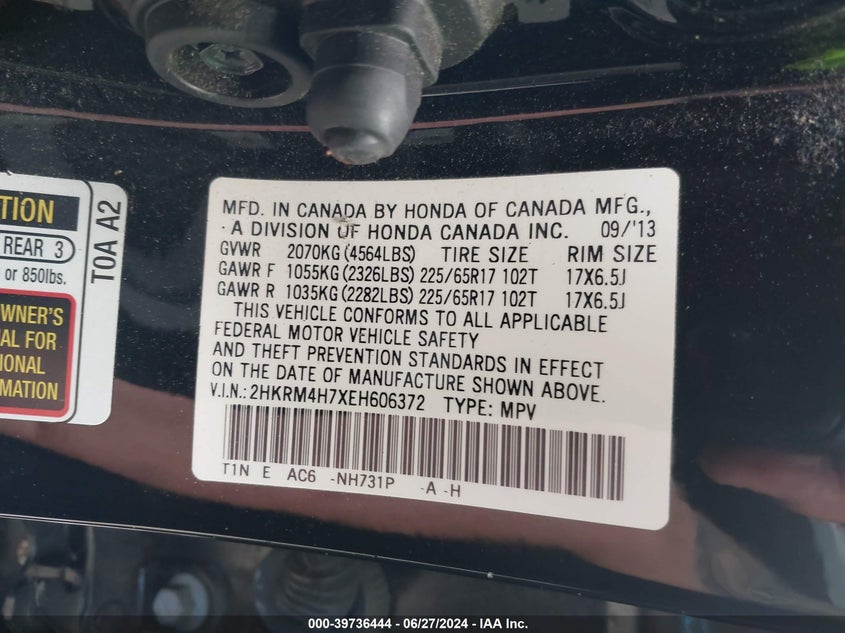 TION
REAR 3
or 850lbs.
WNER'S
AL FOR
IONAL
RMATION
TOA A2
MFD. IN CANADA BY HONDA OF CANADA MFG.,
A DIVISION OF HONDA CANADA INC. 09/'13
GVWR 2070KG(4564LBS) TIRE SIZE RIM SIZE
GAWR F 1055KG(2326LBS) 225/65R17 102T 17X6.5J
GAWR R 1035KG(2282LBS) 225/65R17 102T 17X6.5J
THIS VEHICLE CONFORMS TO ALL APPLICABLE
FEDERAL MOTOR VEHICLE SAFETY
AND THEFT PREVENTION STANDARDS IN EFFECT
ON THE DATE OF MANUFACTURE SHOWN ABOVE.
V.I.N.: 2HKRM4H7XEH606372 TYPE: MPV
T1N E AC6 -NH731P -A -H
000-39736444 / 06/27/2024 - IAA Inc.